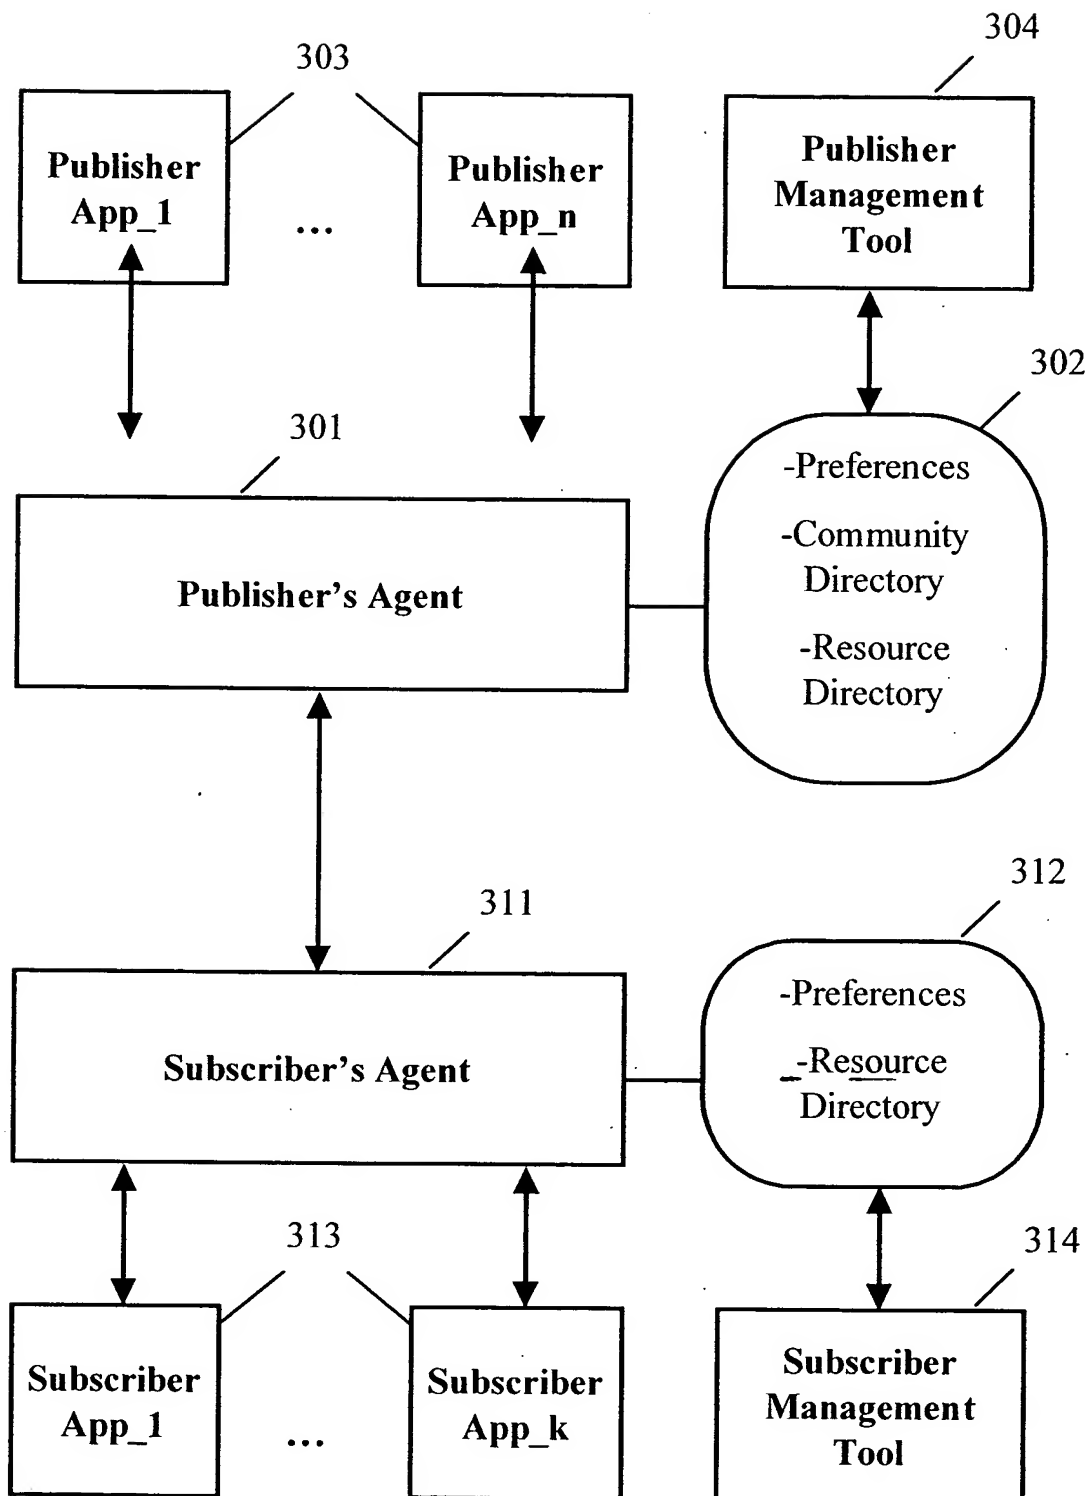 304
303
Publisher
App_1
...
Publisher
App_n
Publisher
Management
Tool
302
301
-Preferences
-Community
Directory
-Resource
Directory
Publisher's Agent
312
311
-Preferences
-Resource
Directory
Subscriber's Agent
313
314
Subscriber
App_1
...
Subscriber
App_k
Subscriber
Management
Tool